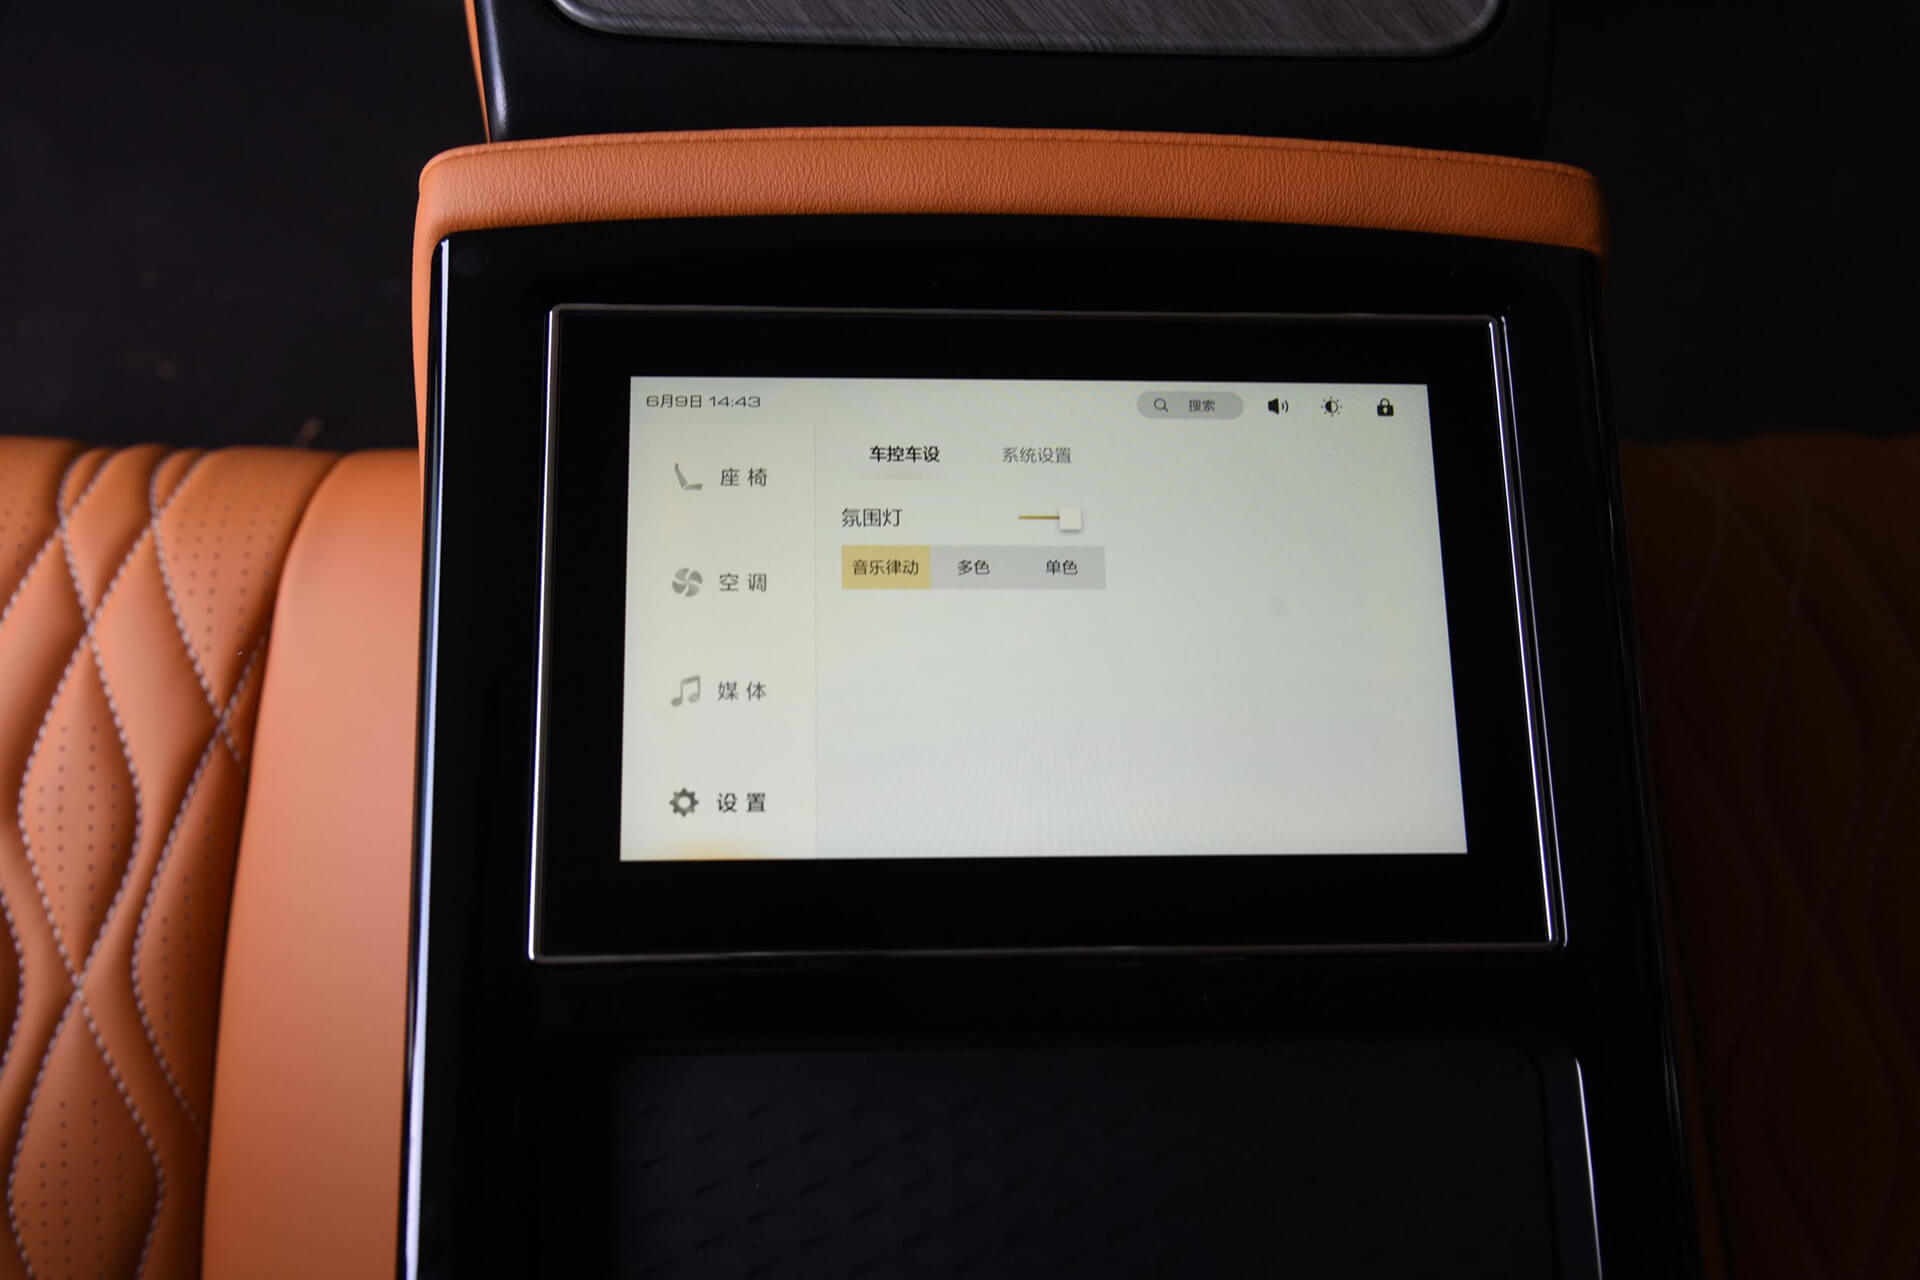 6月9日 14:43
搜索
座椅
空调
媒体
设置
车控车设 系统设置
氛围灯
音乐律动 多色 单色